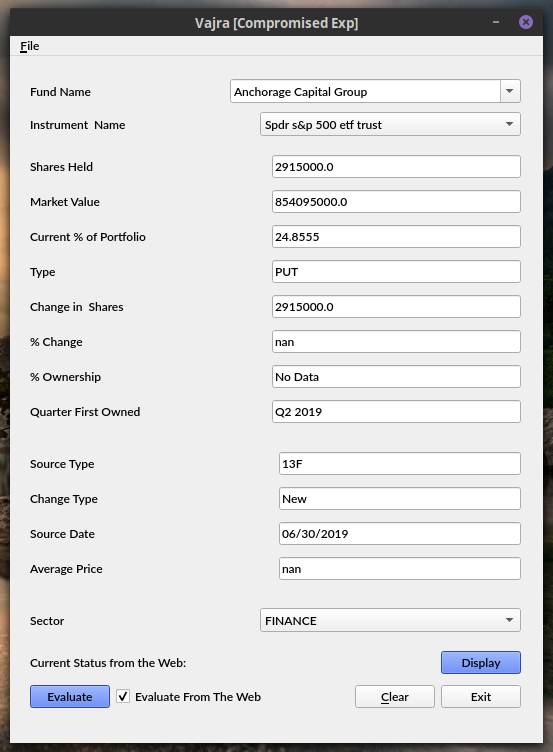 Vajra [Compromised Exp]
File
Fund Name Anchorage Capital Group
Instrument Name Spdr s&p 500 etf trust
Shares Held 2915000.0
Market Value 854095000.0
Current % of Portfolio 24.8555
Type PUT
Change in Shares 2915000.0
% Change nan
% Ownership No Data
Quarter First Owned Q2 2019
Source Type 13F
Change Type New
Source Date 06/30/2019
Average Price nan
Sector FINANCE
Current Status from the Web: Display
Evaluate Evaluate From The Web Clear Exit